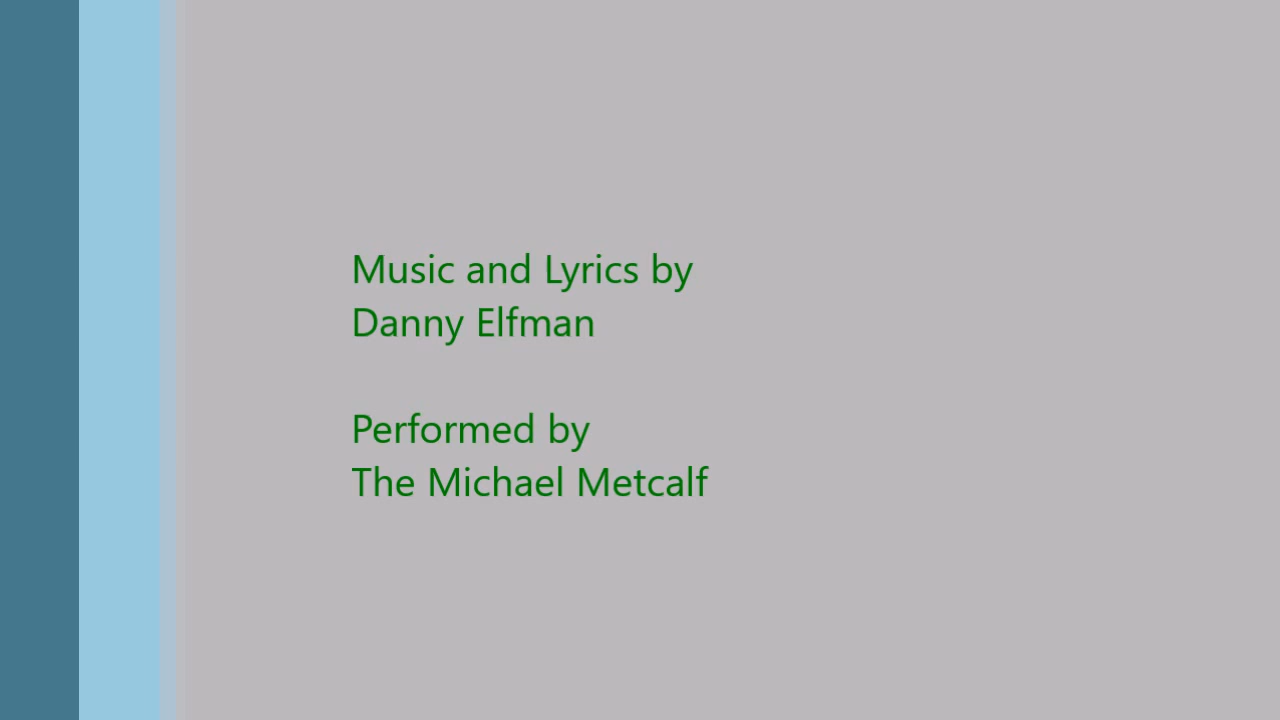 Music and Lyrics by
Danny Elfman
Performed by
The Michael Metcalf